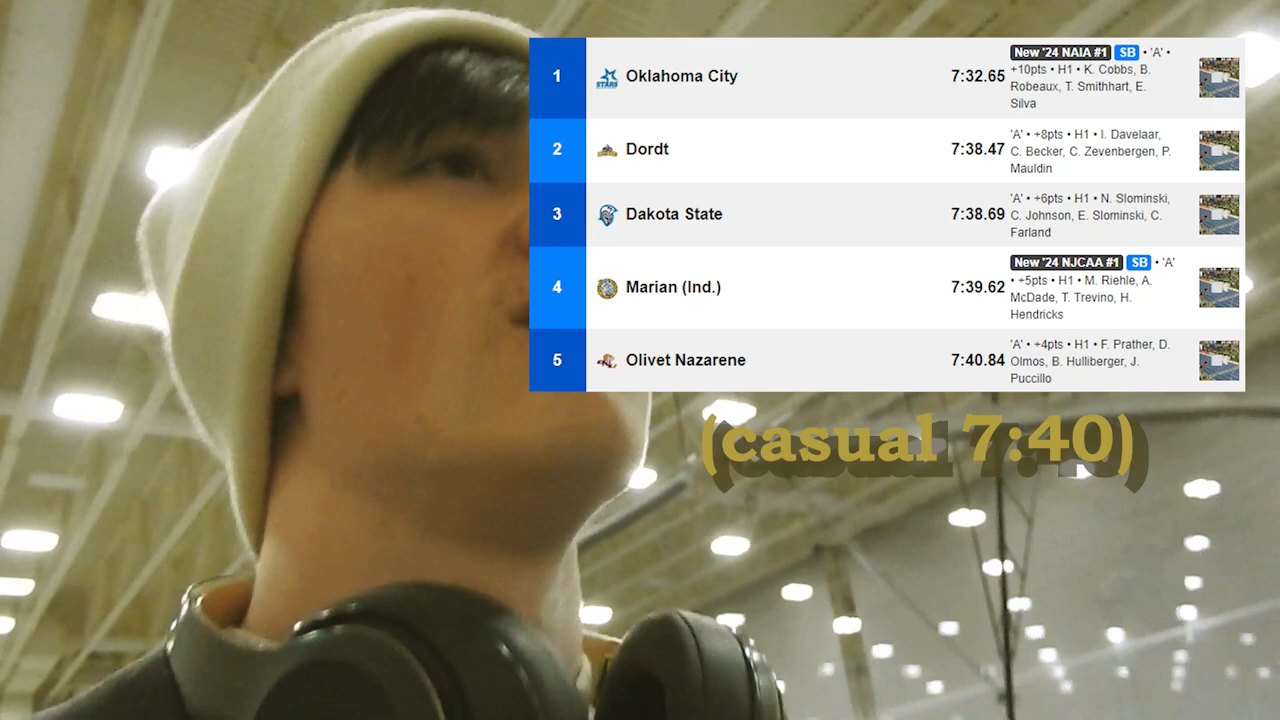 1 Oklahoma City 7:32.65 New '24 NAIA #1 SB • 'A' •
+10pts • H1 • K. Cobbs, B.
Robeaux, T. Smithhart, E.
Silva
2 Dordt 7:38.47 'A' • +8pts • H1 • I. Davelaar,
C. Becker, C. Zevenbergen, P.
Mauldin
3 Dakota State 7:38.69 'A' • +6pts • H1 • N. Slominski,
C. Johnson, E. Slominski, C.
Farland
4 Marian (Ind.) 7:39.62 New '24 NJCAA #1 SB • 'A'
• +5pts • H1 • M. Riehle, A.
McDade, T. Trevino, H.
Hendricks
5 Olivet Nazarene 7:40.84 'A' • +4pts • H1 • F. Prather, D.
Olmos, B. Hulliberger, J.
Puccillo
(casual 7:40)